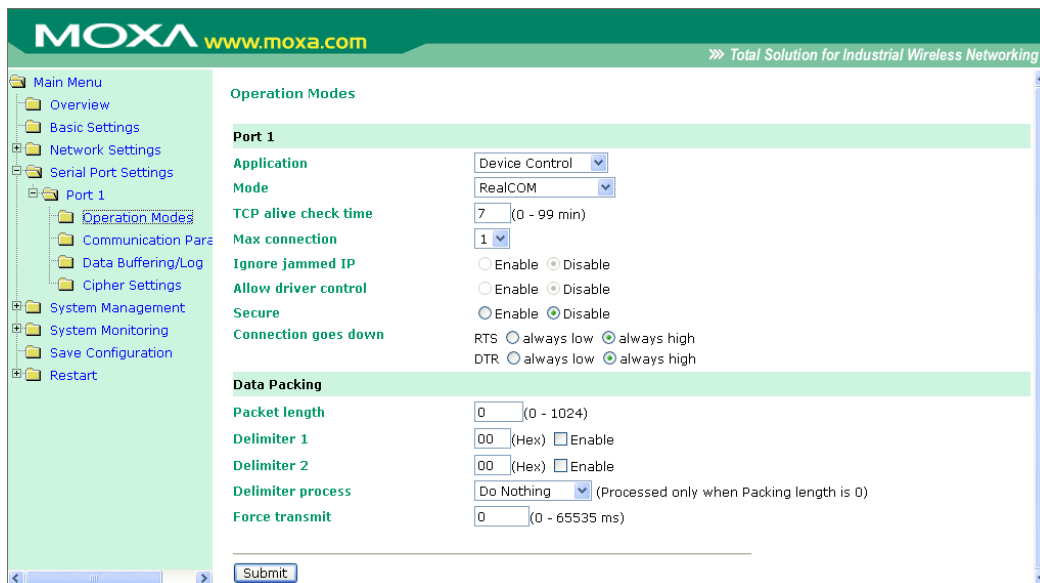 MOXA www.moxa.com
Total Solution for Industrial Wireless Networking
Main Menu
Overview
Basic Settings
Network Settings
Serial Port Settings
Port 1
Operation Modes
Communication Para
Data Buffering/Log
Cipher Settings
System Management
System Monitoring
Save Configuration
Restart
Operation Modes
Port 1
Application Device Control
Mode RealCOM
TCP alive check time 7 (0 - 99 min)
Max connection 1
Ignore jammed IP Enable Disable
Allow driver control Enable Disable
Secure Enable Disable
Connection goes down RTS always low always high
DTR always low always high
Data Packing
Packet length 0 (0 - 1024)
Delimiter 1 00 (Hex) Enable
Delimiter 2 00 (Hex) Enable
Delimiter process Do Nothing (Processed only when Packing length is 0)
Force transmit 0 (0 - 65535 ms)
Submit